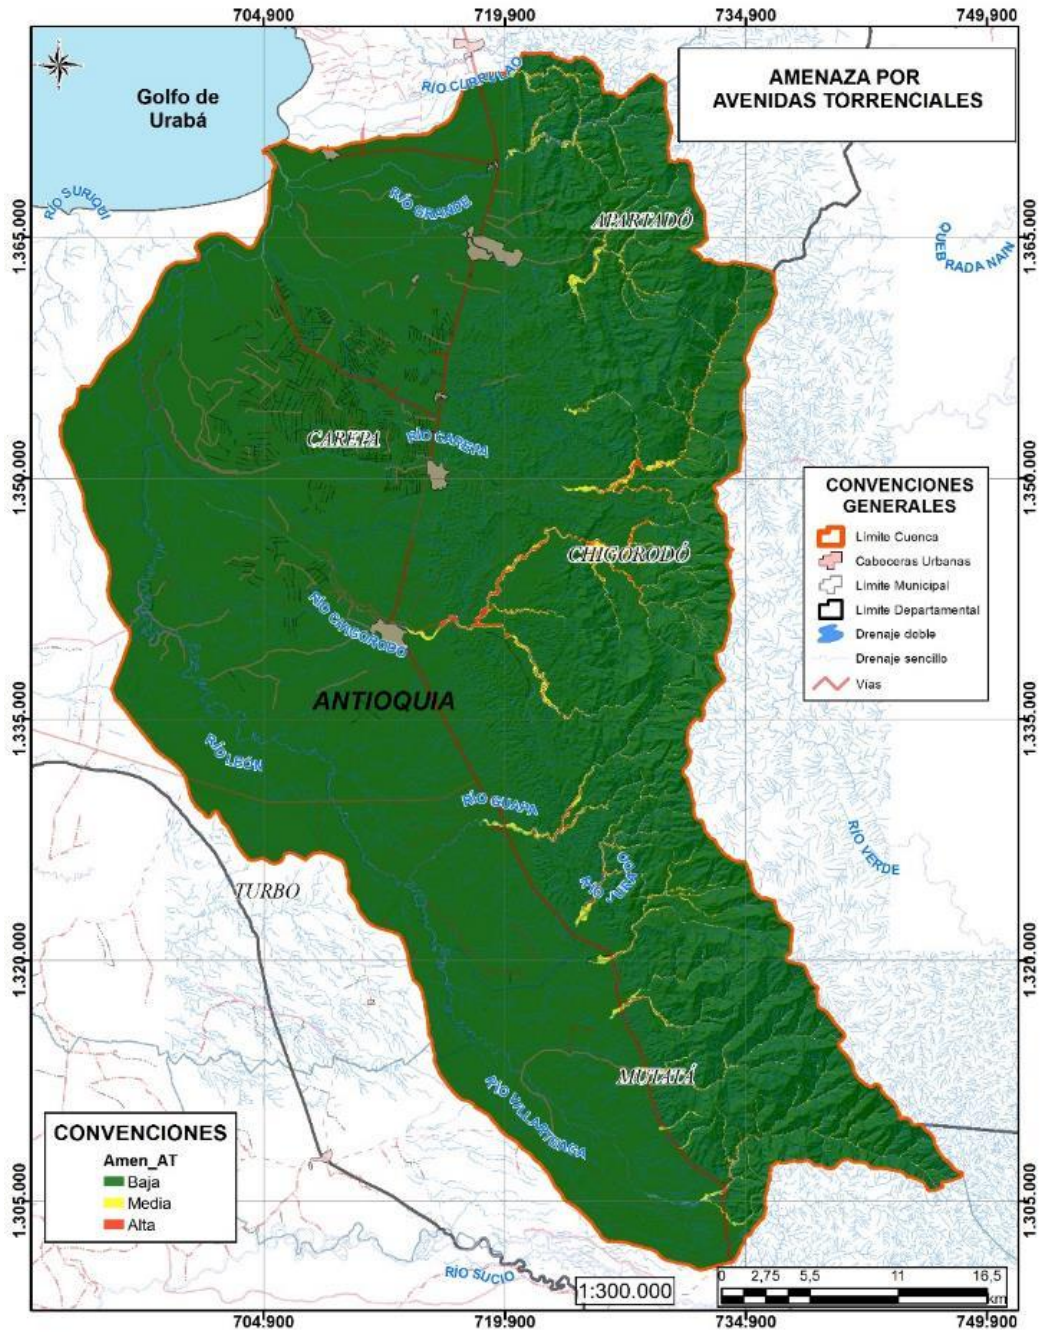 704.900
719.900
734.900
749.900
AMENAZA POR
AVENIDAS TORRENCIALES
Golfo de
Urabá
RÍO CURRULAO
RÍO SURIQUI
RÍO GRANDE
APARTADÓ
QUEBRADA NAIN
1.365.000
1.365.000
CAREPA
RÍO CAREPA
1.350.000
1.350.000
CONVENCIONES
GENERALES
Límite Cuenca
Cabeceras Urbanas
Límite Municipal
Límite Departamental
Drenaje doble
Drenaje sencillo
Vías
CHIGORODÓ
RÍO CHIGORODO
ANTIOQUIA
1.335.000
1.335.000
RÍO LEÓN
RÍO GUAPA
RÍO VERDE
RÍO
TURBO
1.320.000
1.320.000
MUTATÁ
RÍO VILLARTEAGA
CONVENCIONES
Amen_AT
Baja
Media
Alta
1.305.000
1.305.000
RÍO SUCIO
1:300.000
0 2,75 5,5 11 16,5
km
704.900
719.900
734.900
749.900